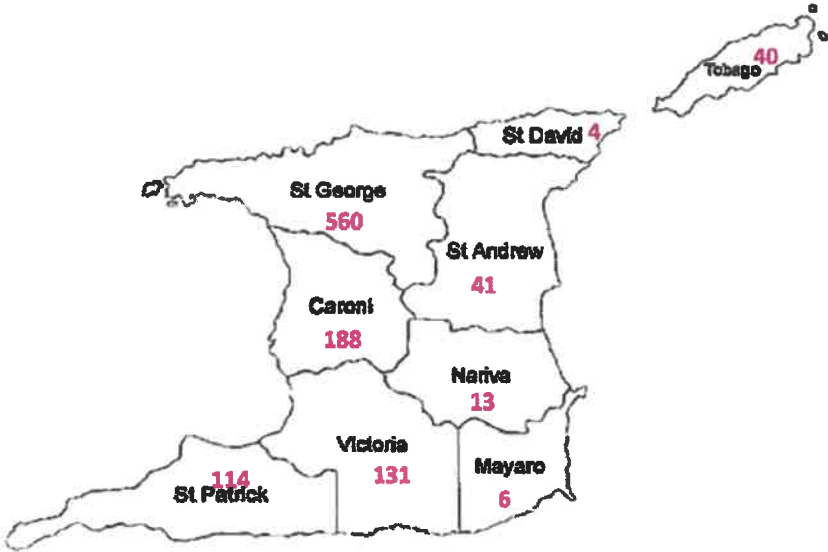 40
Tobago
St David 4
St George
560
St Andrew
41
Caroni
188
Nariva
13
Victoria
131
Mayaro
6
114
St Patrick